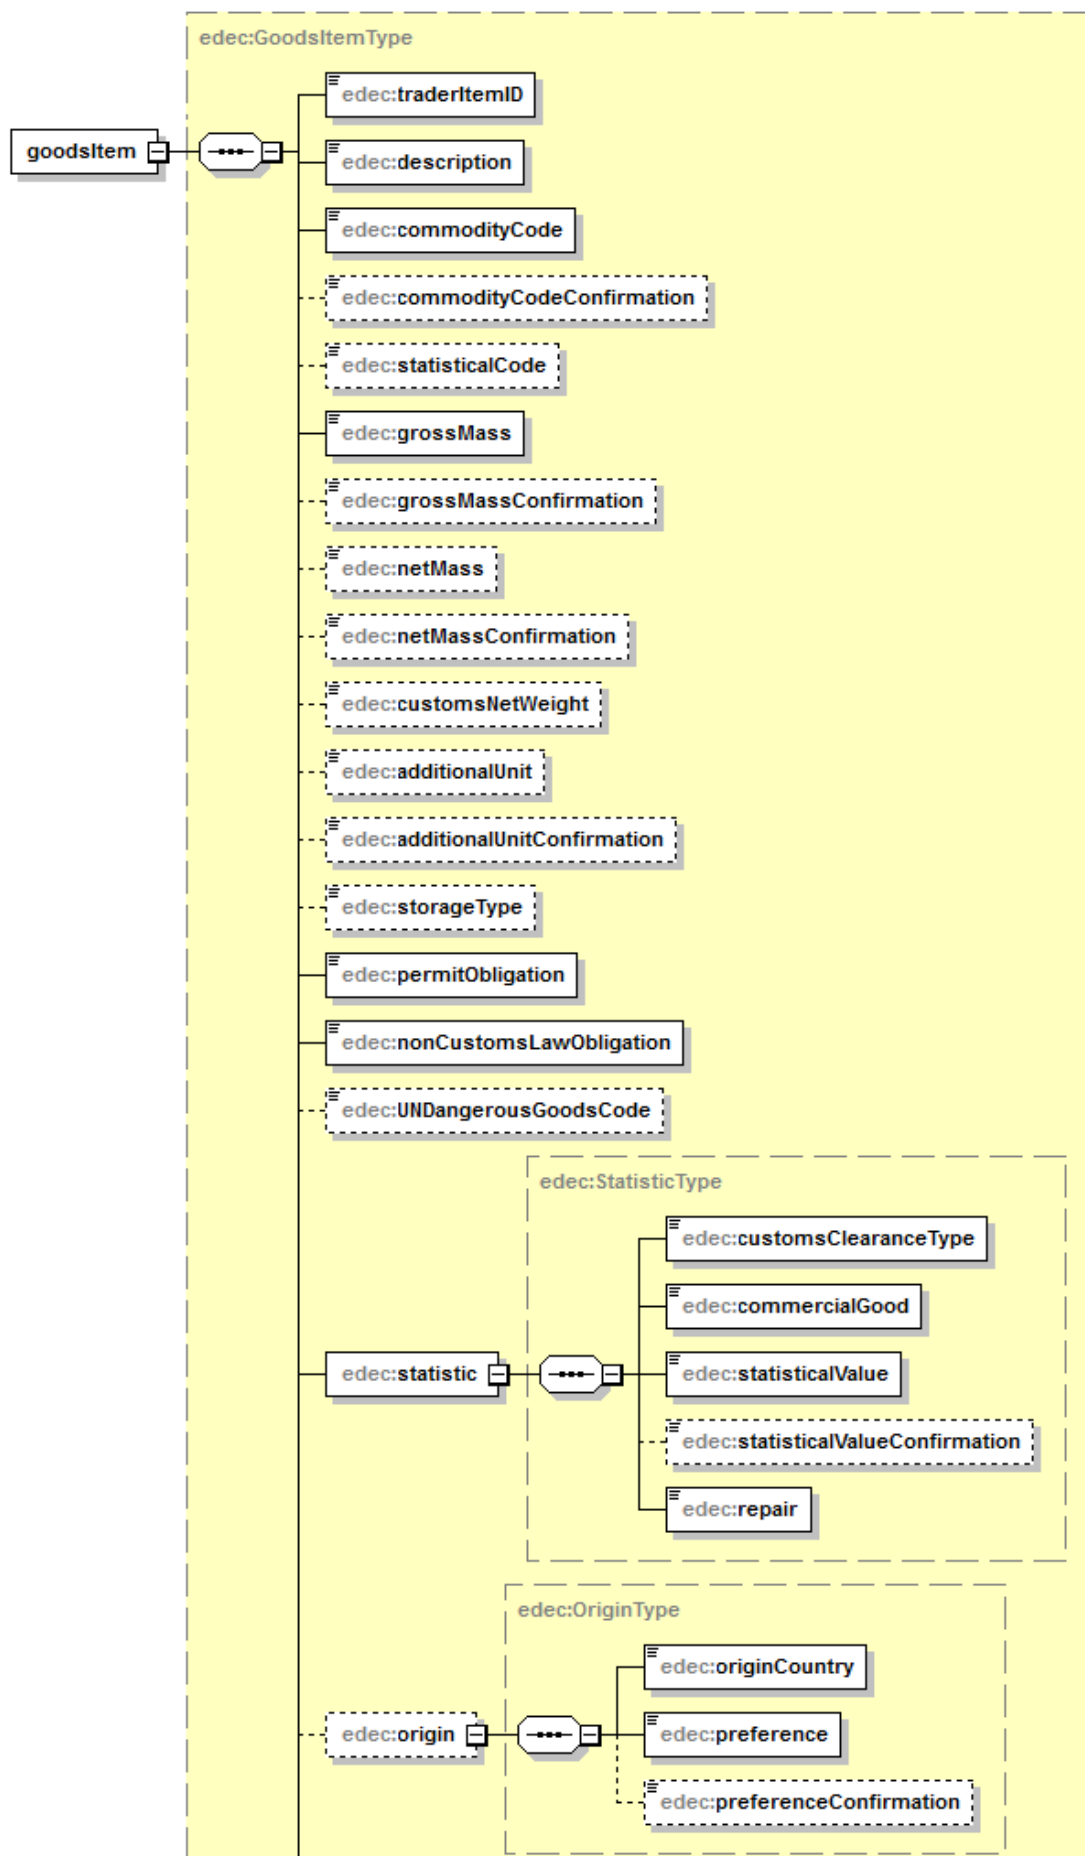 edec:GoodsItemType
edec:traderItemID
goodsItem
edec:description
edec:commodityCode
edec:commodityCodeConfirmation
edec:statisticalCode
edec:grossMass
edec:grossMassConfirmation
edec:netMass
edec:netMassConfirmation
edec:customsNetWeight
edec:additionalUnit
edec:additionalUnitConfirmation
edec:storageType
edec:permitObligation
edec:nonCustomsLawObligation
edec:UNDangerousGoodsCode
edec:StatisticType
edec:customsClearanceType
edec:commercialGood
edec:statistic
edec:statisticalValue
edec:statisticalValueConfirmation
edec:repair
edec:OriginType
edec:originCountry
edec:origin
edec:preference
edec:preferenceConfirmation